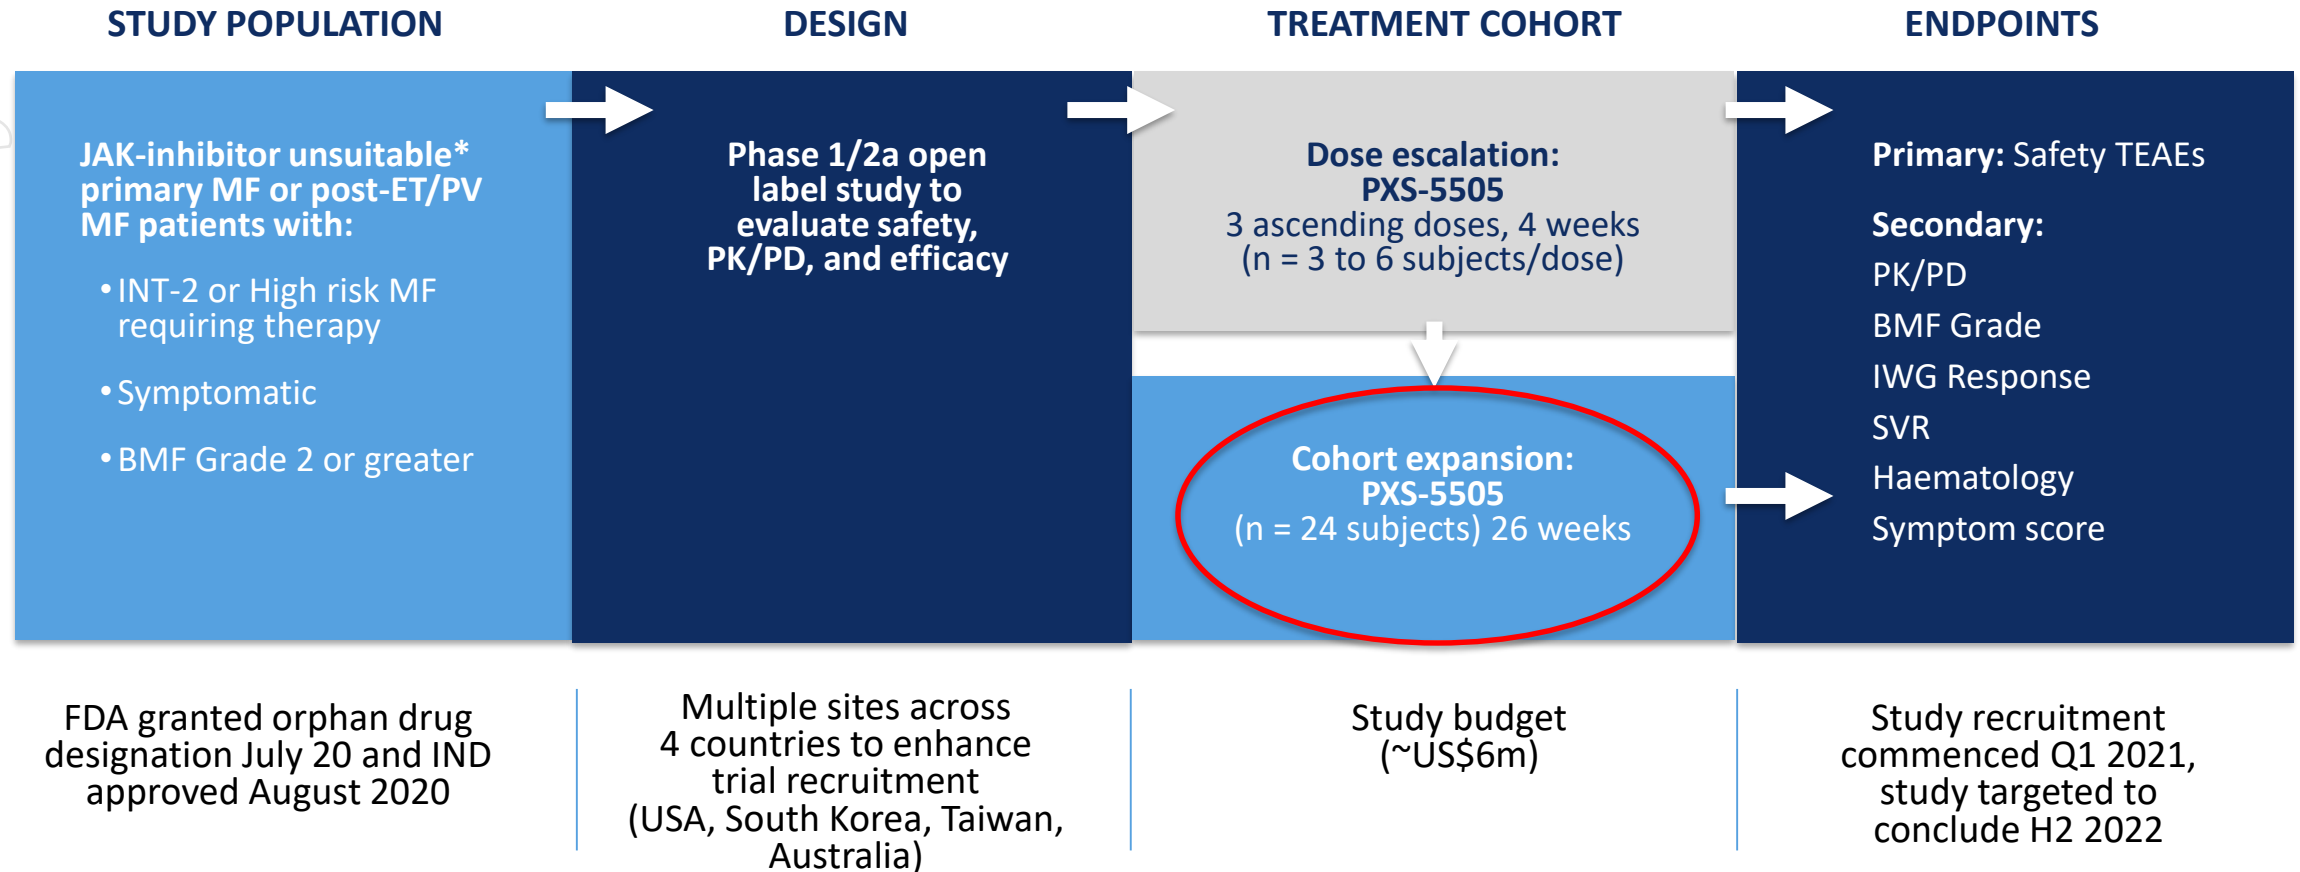 STUDY POPULATION
JAK-inhibitor unsuitable*
primary MF or post-ET/PV
MF patients with:
• INT-2 or High risk MF
requiring therapy
• Symptomatic
• BMF Grade 2 or greater
FDA granted orphan drug
designation July 20 and IND
approved August 2020
DESIGN
Phase 1/2a open
label study to
evaluate safety,
PK/PD, and efficacy
Multiple sites across
4 countries to enhance
trial recruitment
(USA, South Korea, Taiwan,
Australia)
TREATMENT COHORT
Dose escalation:
PXS-5505
3 ascending doses, 4 weeks
(n = 3 to 6 subjects/dose)
Cohort expansion:
PXS-5505
(n = 24 subjects) 26 weeks
Study budget
(~US$6m)
ENDPOINTS
Primary: Safety TEAEs
Secondary:
PK/PD
BMF Grade
IWG Response
SVR
Haematology
Symptom score
Study recruitment
commenced Q1 2021,
study targeted to
conclude H2 2022